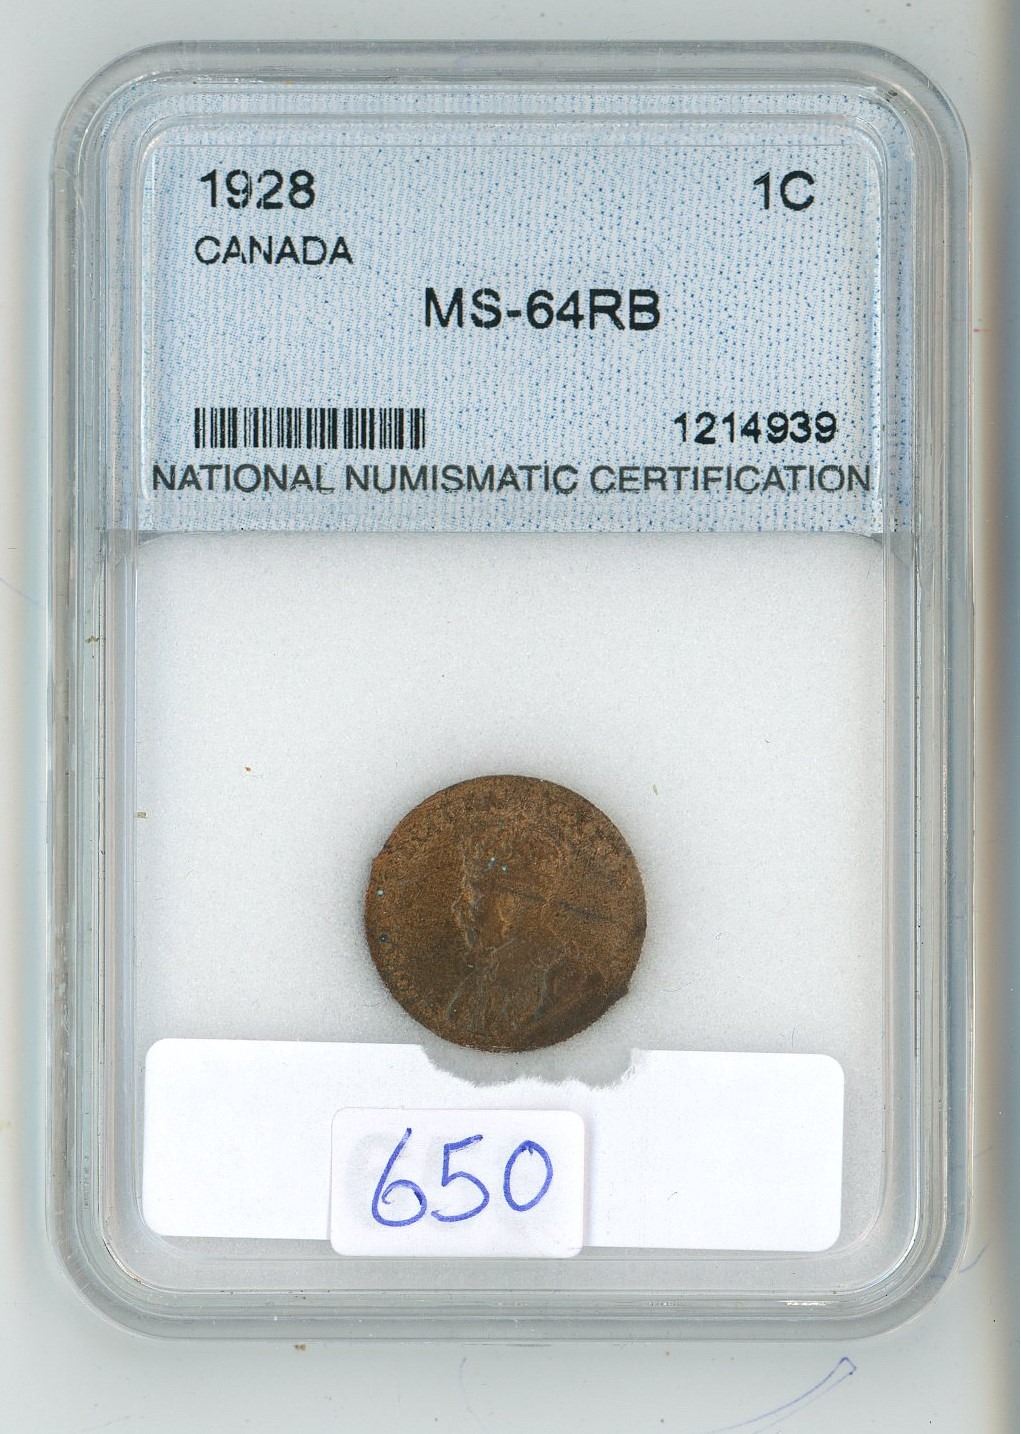 1928 1C
CANADA
MS-64RB
1214939
NATIONAL NUMISMATIC CERTIFICATION
650